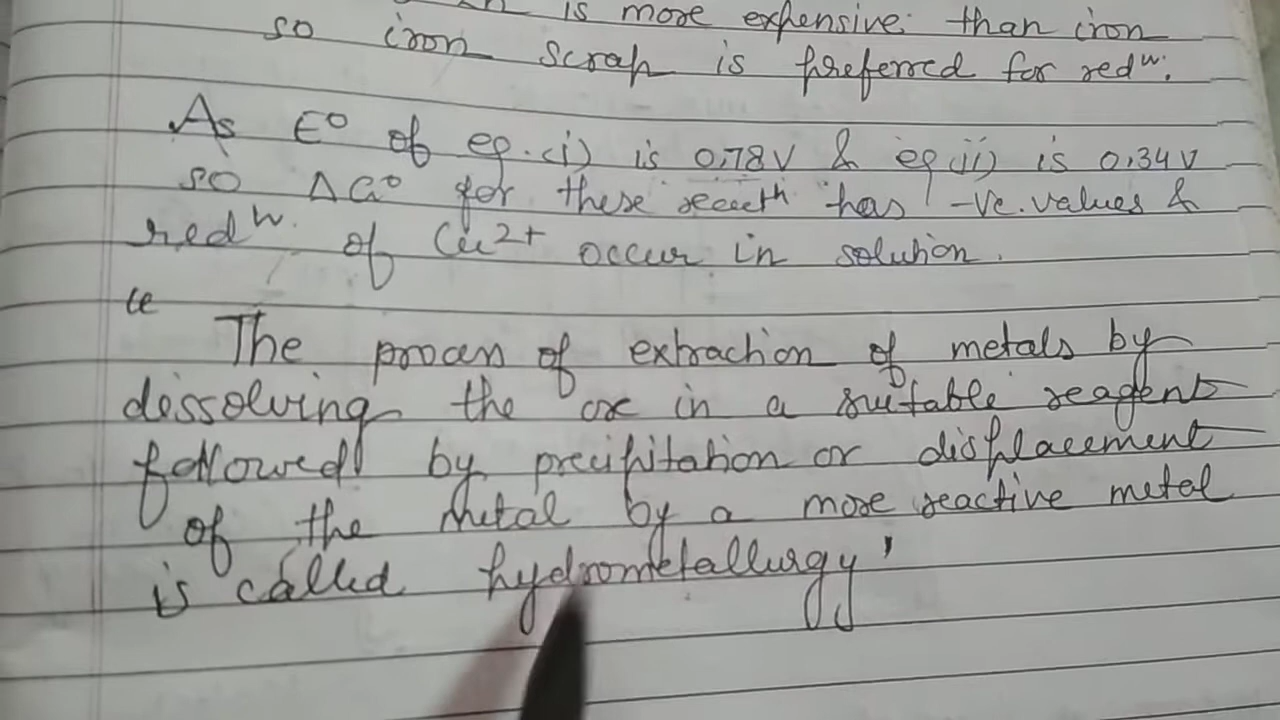 is more expensive than iron
so iron scrap is preferred for redⁿ.
As E° of eq.(i) is 0.78V & eq(ii) is 0.34V
so ΔG° for these has -ve.values &
redⁿ. of Cu²⁺ occur in solution.
"The process of extraction of metals by
dissolving the ore in a suitable reagent
followed by precipitation or displacement
of the metal by a more reactive metal
is called hydrometallurgy'